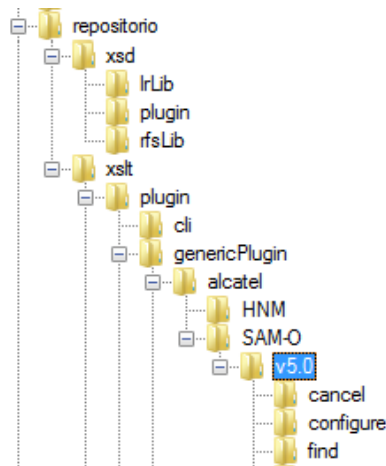 repositorio
xsd
lrLib
plugin
rfsLib
xslt
plugin
cli
genericPlugin
alcatel
HNM
SAM-O
v5.0
cancel
configure
find